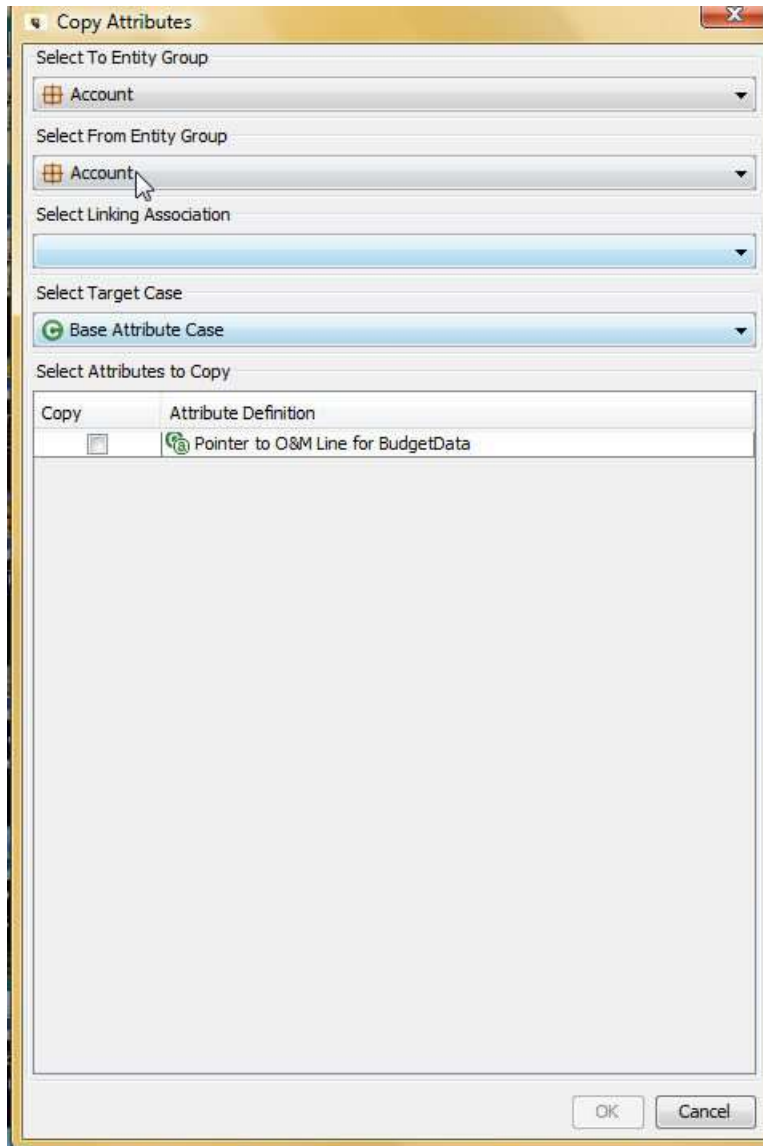 Copy Attributes
Select To Entity Group
Account
Select From Entity Group
Account
Select Linking Association
Select Target Case
Base Attribute Case
Select Attributes to Copy
Copy Attribute Definition
Pointer to O&M Line for BudgetData
OK Cancel